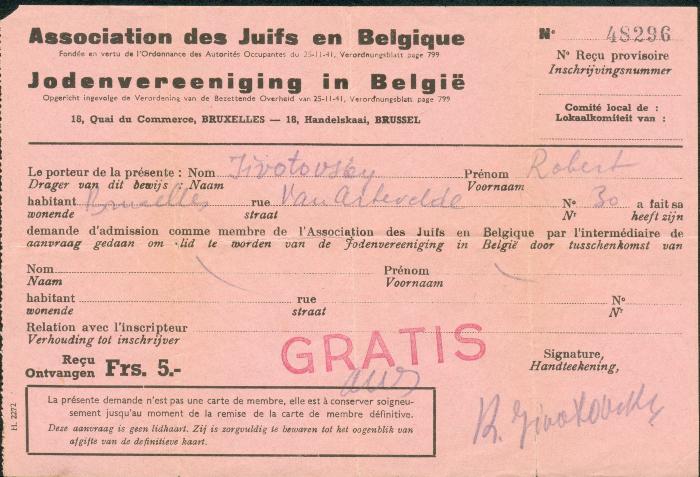 Association des Juifs en Belgique
Fondée en vertu de l'Ordonnance des Autorités Occupantes du 25-11-41, Verordnungsblatt page 799
Jodenvereeniging in België
Opgericht ingevolge de Verordening van de Bezettende Overheid van 25-11-41, Verordnungsblatt page 799
18, Quai du Commerce, BRUXELLES — 18, Handelskaai, BRUSSEL
N° 48296
N° Reçu provisoire
Inschrijvingsnummer
Comité local de :
Lokaalkomiteit van :
Le porteur de la présente : Nom Jivotovsky Prénom Robert
Drager van dit bewijs : Naam Voornaam
habitant Bruxelles rue Van Artevelde N° 30 a fait sa
wonende straat Nr heeft zijn
demande d'admission comme membre de l'Association des Juifs en Belgique par l'intermédiaire de
aanvraag gedaan om lid te worden van de Jodenvereeniging in België door tusschenkomst van
Nom Prénom
Naam Voornaam
habitant rue N°
wonende straat Nr
Relation avec l'inscripteur
Verhouding tot inschrijver
GRATIS
Reçu
Ontvangen Frs. 5.-
Signature,
Handteekening,
La présente demande n'est pas une carte de membre, elle est à conserver soigneu-
sement jusqu'au moment de la remise de la carte de membre définitive.
Deze aanvraag is geen lidkaart. Zij is zorgvuldig te bewaren tot het oogenblik van
afgifte van de definitieve kaart.
H. 2272